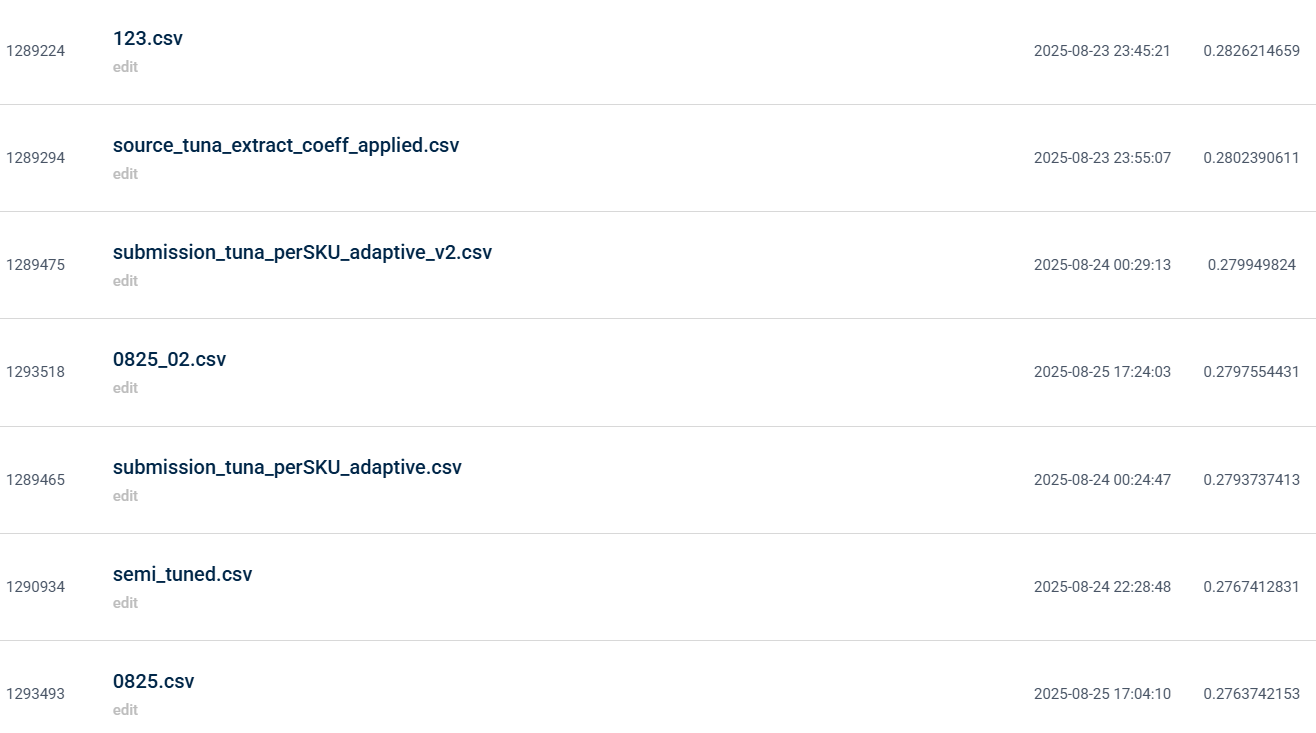 1289224 123.csv 2025-08-23 23:45:21 0.2826214659
edit
1289294 source_tuna_extract_coeff_applied.csv 2025-08-23 23:55:07 0.2802390611
edit
1289475 submission_tuna_perSKU_adaptive_v2.csv 2025-08-24 00:29:13 0.279949824
edit
1293518 0825_02.csv 2025-08-25 17:24:03 0.2797554431
edit
1289465 submission_tuna_perSKU_adaptive.csv 2025-08-24 00:24:47 0.2793737413
edit
1290934 semi_tuned.csv 2025-08-24 22:28:48 0.2767412831
edit
1293493 0825.csv 2025-08-25 17:04:10 0.2763742153
edit